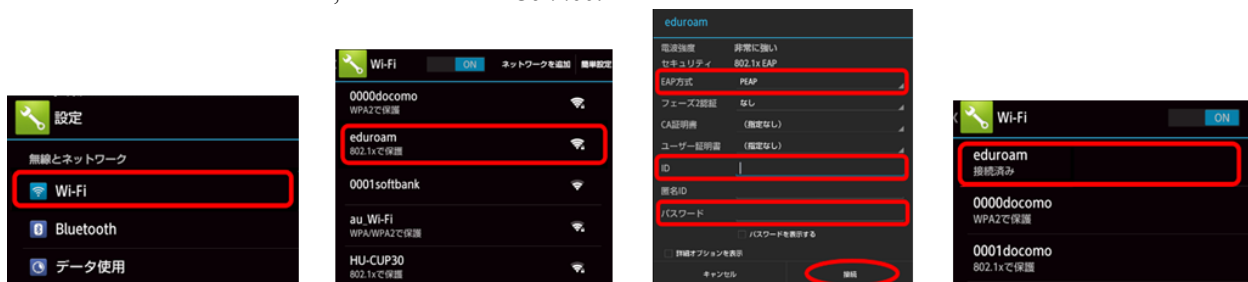 設定
無線とネットワーク
Wi-Fi
Bluetooth
データ使用
Wi-Fi ON ネットワークを追加 簡単設定
0000docomo
WPA2で保護
eduroam
802.1xで保護
0001softbank
au_Wi-Fi
WPA/WPA2で保護
HU-CUP30
802.1xで保護
eduroam
電波強度 非常に強い
セキュリティ 802.1x EAP
EAP方式 PEAP
フェーズ2認証 なし
CA証明書 （指定なし）
ユーザー証明書 （指定なし）
ID
匿名ID
パスワード
パスワードを表示する
詳細オプションを表示
キャンセル 接続
Wi-Fi ON
eduroam
接続済み
0000docomo
WPA2で保護
0001docomo
802.1xで保護